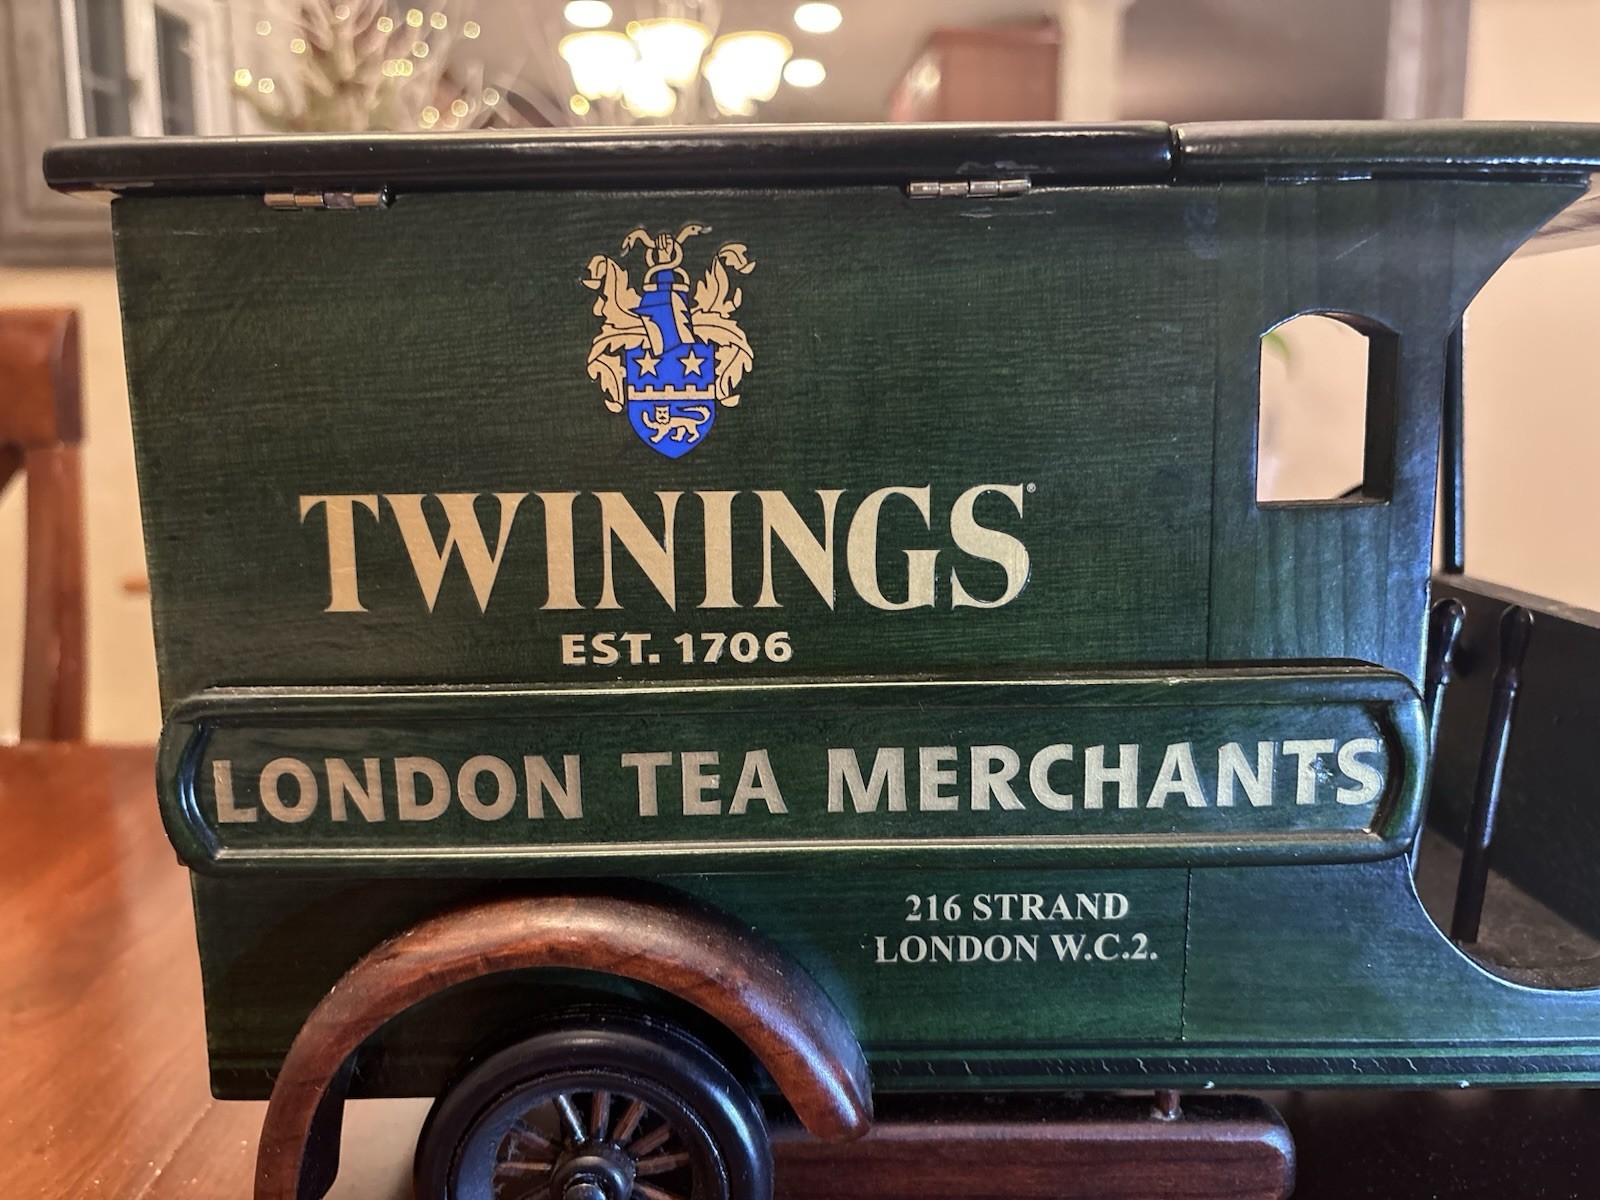 TWININGS®
EST. 1706
LONDON TEA MERCHANTS
216 STRAND
LONDON W.C.2.